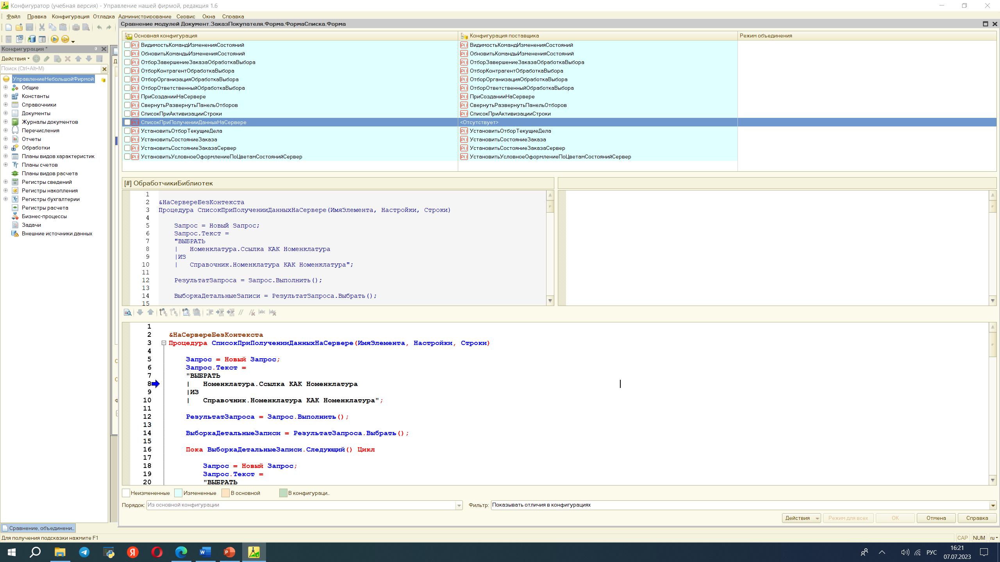 Конфигуратор (учебная версия) - Управление нашей фирмой, редакция 1.6
Файл Правка Конфигурация Отладка Администрирование Сервис Окна Справка
Сравнение модулей Документ.ЗаказПокупателя.Форма.ФормаСписка.Форма
Конфигурация *
Действия
Поиск (Ctrl+Alt+M)
УправлениеНебольшойФирмой
Общие
Константы
Справочники
Документы
Журналы документов
Перечисления
Отчеты
Обработки
Планы видов характеристик
Планы счетов
Планы видов расчета
Регистры сведений
Регистры накопления
Регистры бухгалтерии
Регистры расчета
Бизнес-процессы
Задачи
Внешние источники данных
Основная конфигурация Конфигурация поставщика Режим объединения
ВидимостьКомандИзмененияСостояний ВидимостьКомандИзмененияСостояний
ОбновитьКомандыИзмененияСостояний ОбновитьКомандыИзмененияСостояний
ОтборЗавершениеЗаказаОбработкаВыбора ОтборЗавершениеЗаказаОбработкаВыбора
ОтборКонтрагентОбработкаВыбора ОтборКонтрагентОбработкаВыбора
ОтборОрганизацияОбработкаВыбора ОтборОрганизацияОбработкаВыбора
ОтборОтветственныйОбработкаВыбора ОтборОтветственныйОбработкаВыбора
ПриСозданииНаСервере ПриСозданииНаСервере
СвернутьРазвернутьПанельОтборов СвернутьРазвернутьПанельОтборов
СписокПриАктивизацииСтроки СписокПриАктивизацииСтроки
СписокПриПолученииДанныхНаСервере <Отсутствует>
УстановитьОтборТекущиеДела УстановитьОтборТекущиеДела
УстановитьСостояниеЗаказа УстановитьСостояниеЗаказа
УстановитьСостояниеЗаказаСервер УстановитьСостояниеЗаказаСервер
УстановитьУсловноеОформлениеПоЦветамСостоянийСервер УстановитьУсловноеОформлениеПоЦветамСостоянийСервер
[#] ОбработчикиБиблиотек
1
2 &НаСервереБезКонтекста
3 Процедура СписокПриПолученииДанныхНаСервере(ИмяЭлемента, Настройки, Строки)
4
5 Запрос = Новый Запрос;
6 Запрос.Текст =
7 "ВЫБРАТЬ
8 | Номенклатура.Ссылка КАК Номенклатура
9 |ИЗ
10 | Справочник.Номенклатура КАК Номенклатура";
11
12 РезультатЗапроса = Запрос.Выполнить();
13
14 ВыборкаДетальныеЗаписи = РезультатЗапроса.Выбрать();
15
1
2 &НаСервереБезКонтекста
3 Процедура СписокПриПолученииДанныхНаСервере(ИмяЭлемента, Настройки, Строки)
4
5 Запрос = Новый Запрос;
6 Запрос.Текст =
7 "ВЫБРАТЬ
8 | Номенклатура.Ссылка КАК Номенклатура
9 |ИЗ
10 | Справочник.Номенклатура КАК Номенклатура";
11
12 РезультатЗапроса = Запрос.Выполнить();
13
14 ВыборкаДетальныеЗаписи = РезультатЗапроса.Выбрать();
15
16 Пока ВыборкаДетальныеЗаписи.Следующий() Цикл
17
18 Запрос = Новый Запрос;
19 Запрос.Текст =
20 "ВЫБРАТЬ
Неизмененные Измененные В основной В конфигураци...
Порядок: Из основной конфигурации Фильтр: Показывать отличия в конфигурациях
Действия Режим для всех ОК Отмена Справка
Сравнение, объединени...
Для получения подсказки нажмите F1
CAP NUM ru
РУС 16:21
07.07.2023